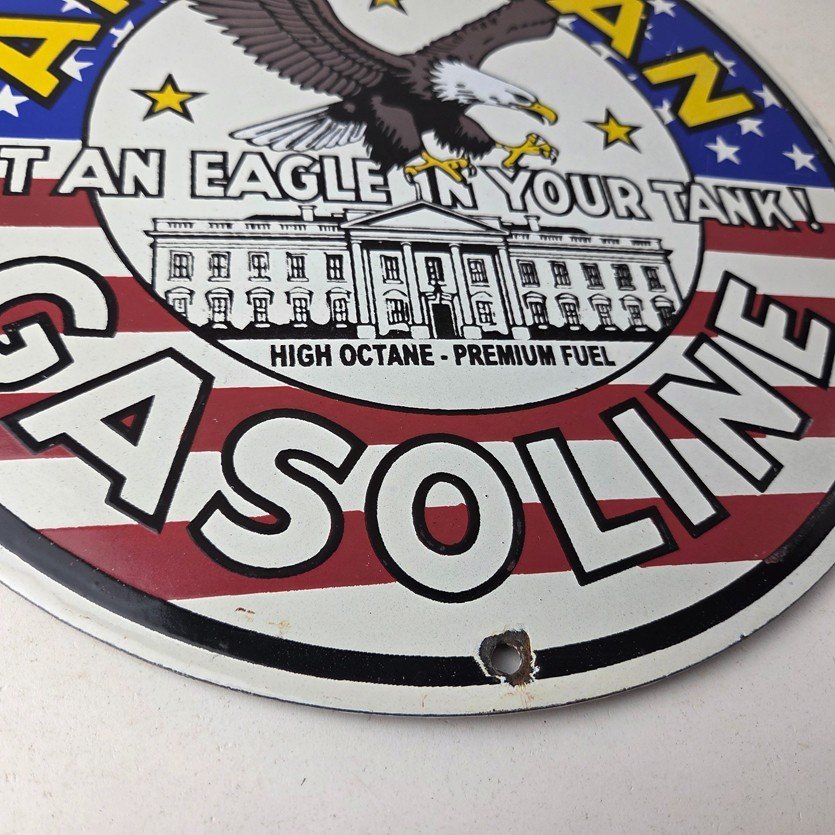 T AN EAGLE IN YOUR TANK!
HIGH OCTANE - PREMIUM FUEL
GASOLINE